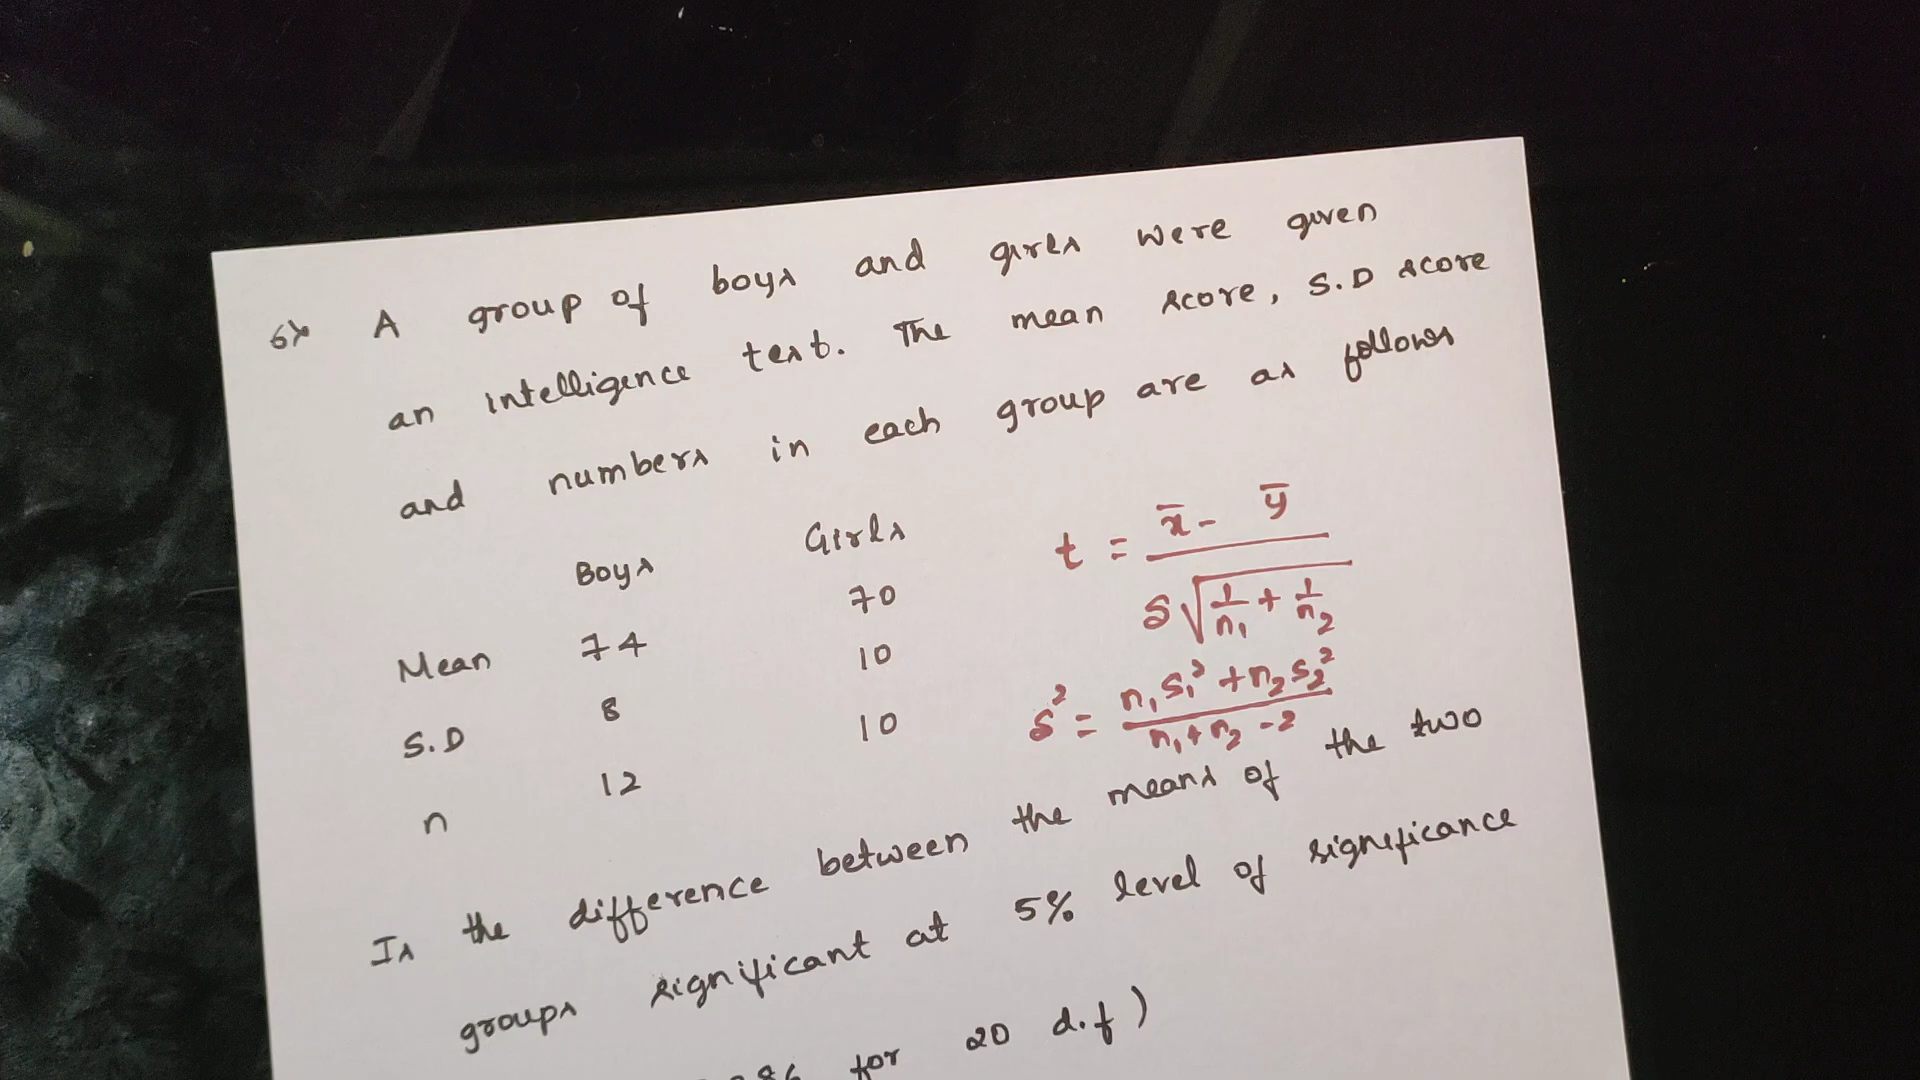 6) A group of boys and girls were given
an intelligence test. The mean score, S.D score
and numbers in each group are as follows
Boys Girls
Mean 74 70
S.D 8 10
n 12 10
t = x̄ - ȳ / S√(1/n₁ + 1/n₂)
S² = n₁S₁² + n₂S₂² / n₁ + n₂ - 2
Is the difference between the means of the two
groups significant at 5% level of significance
for 20 d.f)